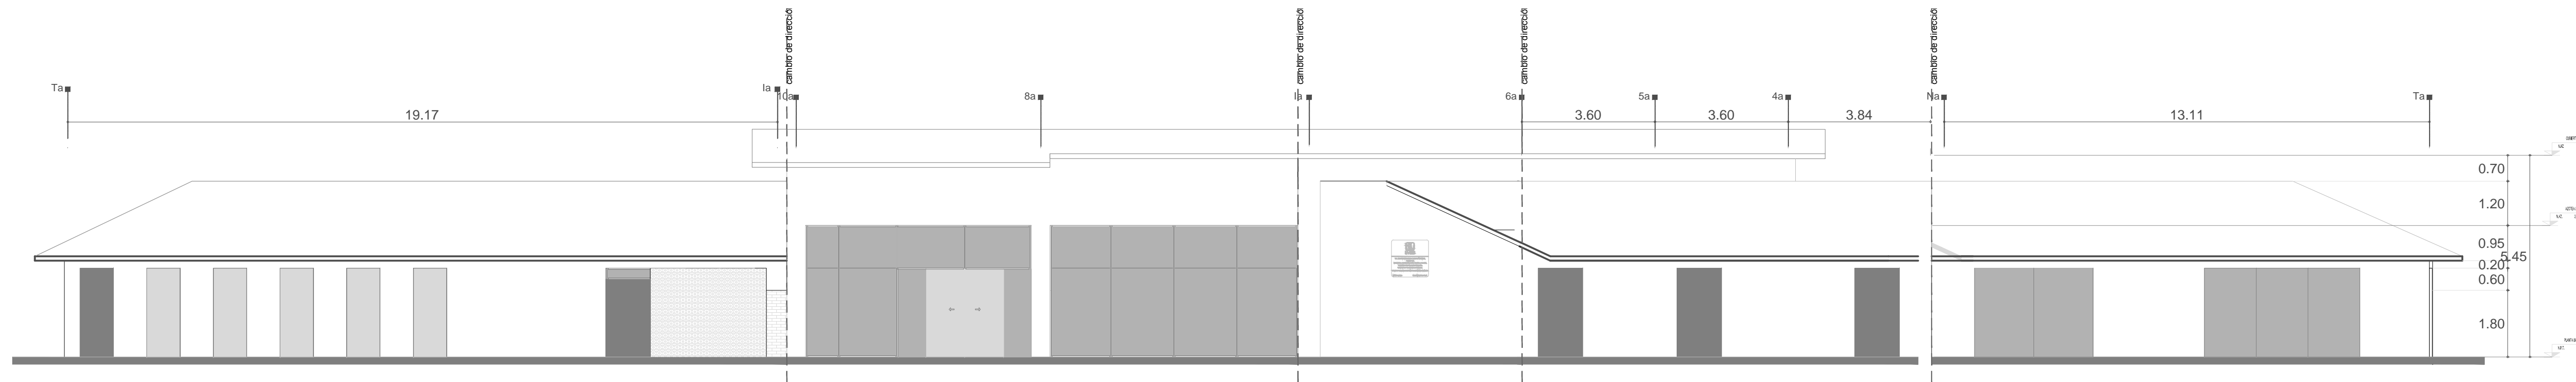 cambio de direcció
cambio de direcció
cambio de direcció
cambio de direcció
Ta
Ia
10a
8a
Ia
6a
5a
4a
Na
Ta
19.17
3.60
3.60
3.84
13.11
0.70
1.20
0.95
5.45
0.20
0.60
1.80